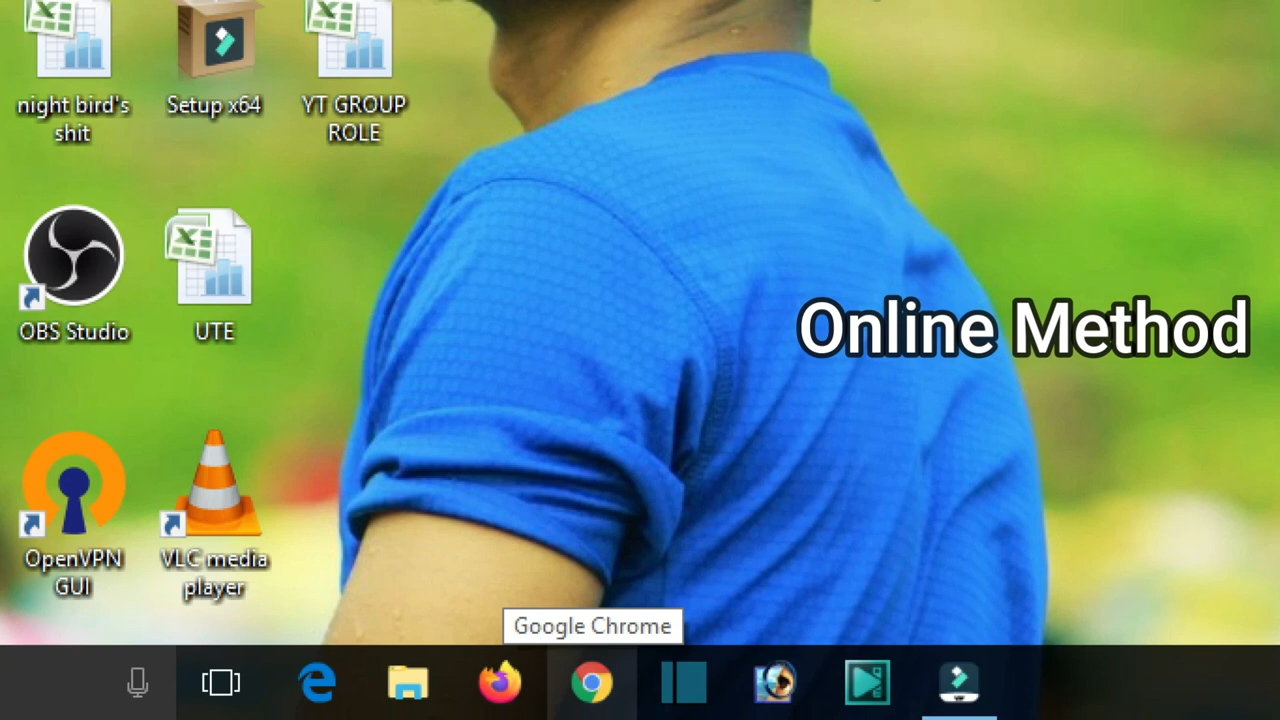 night bird's
shit
Setup x64
YT GROUP
ROLE
OBS Studio
UTE
Online Method
OpenVPN
GUI
VLC media
player
Google Chrome